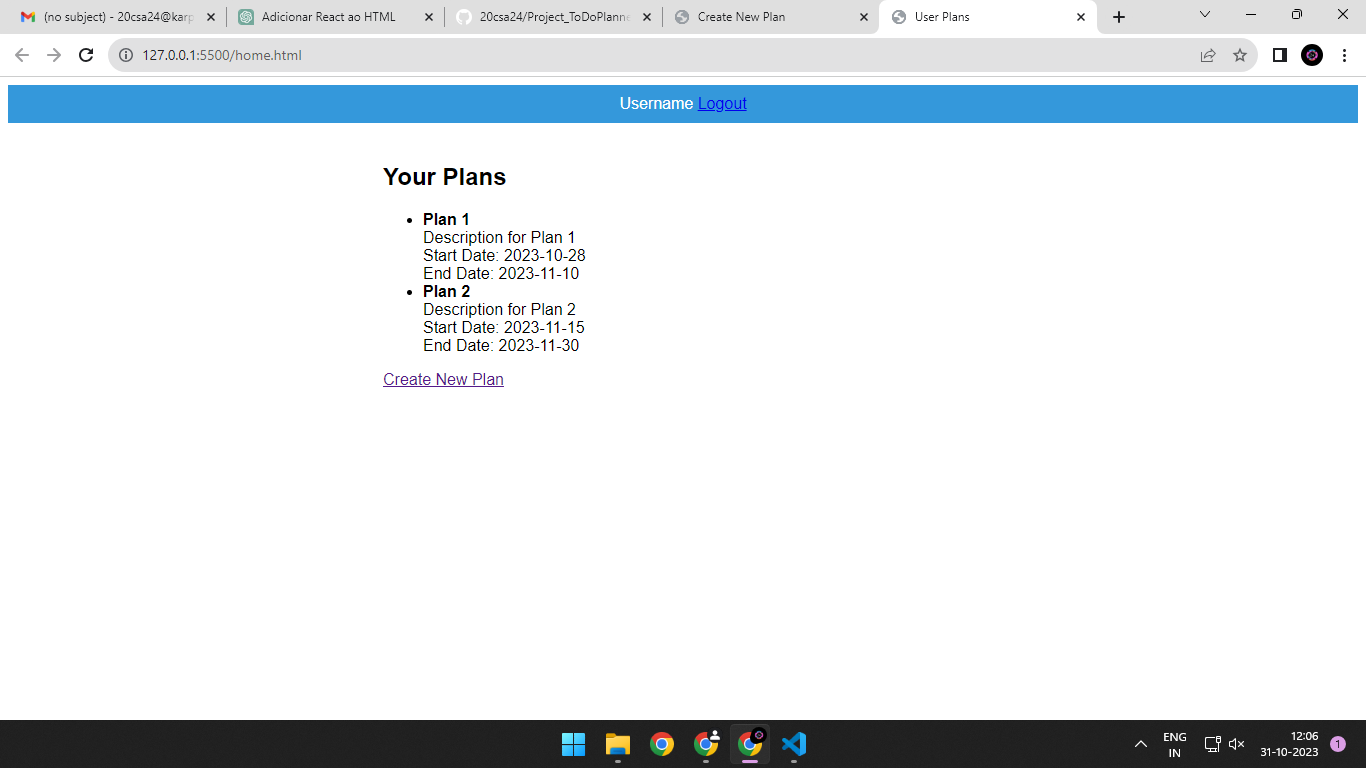 (no subject) - 20csa24@karp
Adicionar React ao HTML
20csa24/Project_ToDoPlanne
Create New Plan
User Plans
127.0.0.1:5500/home.html
Username Logout
Your Plans
Plan 1
Description for Plan 1
Start Date: 2023-10-28
End Date: 2023-11-10
Plan 2
Description for Plan 2
Start Date: 2023-11-15
End Date: 2023-11-30
Create New Plan
ENG
IN
12:06
31-10-2023
1